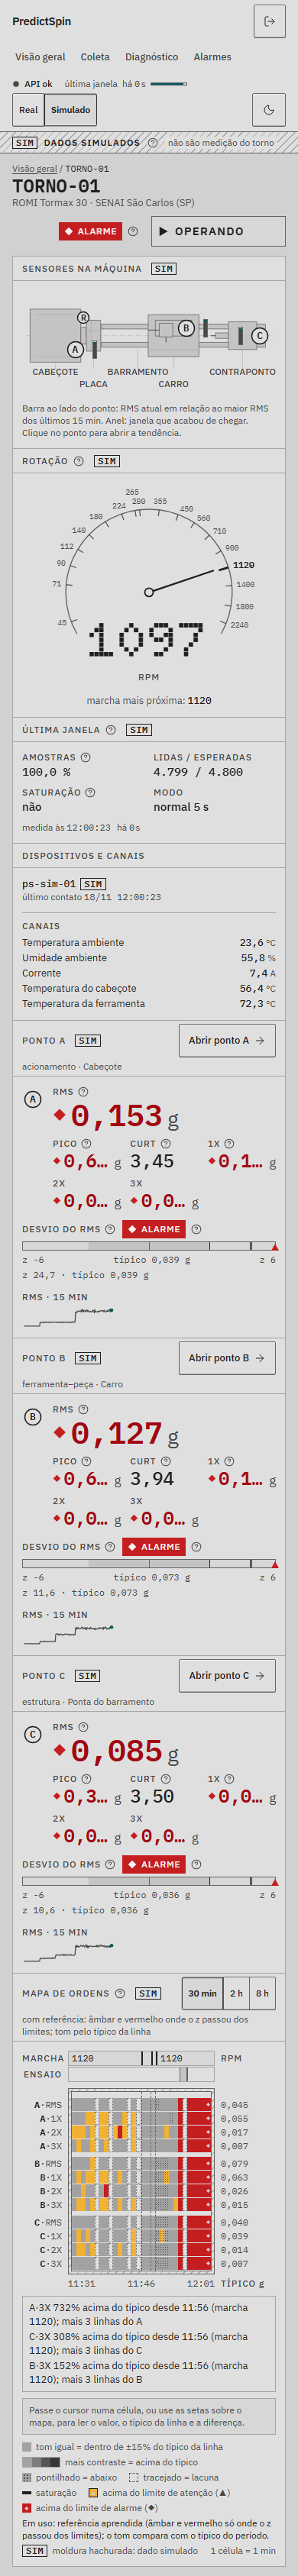 PredictSpin
Visão geral Coleta Diagnóstico Alarmes
API ok última janela há 0 s
Real Simulado
SIM DADOS SIMULADOS ? não são medição do torno
Visão geral / TORNO-01
TORNO-01
ROMI Tormax 30 · SENAI São Carlos (SP)
◆ ALARME ? ▶ OPERANDO
SENSORES NA MÁQUINA SIM
R
A B C
CABEÇOTE BARRAMENTO CONTRAPONTO
PLACA CARRO
Barra ao lado do ponto: RMS atual em relação ao maior RMS
dos últimos 15 min. Anel: janela que acabou de chegar.
Clique no ponto para abrir a tendência.
ROTAÇÃO ? SIM
45 71 90 112 140 180 224 265 280 355 450 560 710 900 1120 1400 1800 2240
1097
RPM
marcha mais próxima: 1120
ÚLTIMA JANELA ? SIM
AMOSTRAS ? LIDAS / ESPERADAS
100,0 % 4.799 / 4.800
SATURAÇÃO ? MODO
não normal 5 s
medida às 12:00:23 há 0 s
DISPOSITIVOS E CANAIS
ps-sim-01 SIM
último contato 18/11 12:00:23
CANAIS
Temperatura ambiente 23,6 °C
Umidade ambiente 55,8 %
Corrente 7,4 A
Temperatura do cabeçote 56,4 °C
Temperatura da ferramenta 72,3 °C
PONTO A SIM Abrir ponto A →
acionamento · Cabeçote
A RMS ?
◆ 0,153 g
PICO ? CURT ? 1X ?
◆ 0,6… g 3,45 ◆ 0,1… g
2X 3X
◆ 0,0… g ◆ 0,0… g
DESVIO DO RMS ? ◆ ALARME ?
z -6 típico 0,039 g z 6
z 24,7 · típico 0,039 g
RMS · 15 MIN
PONTO B SIM Abrir ponto B →
ferramenta–peça · Carro
B RMS ?
◆ 0,127 g
PICO ? CURT ? 1X ?
◆ 0,6… g 3,94 ◆ 0,1… g
2X 3X
◆ 0,0… g ◆ 0,0… g
DESVIO DO RMS ? ◆ ALARME ?
z -6 típico 0,073 g z 6
z 11,6 · típico 0,073 g
RMS · 15 MIN
PONTO C SIM Abrir ponto C →
estrutura · Ponta do barramento
C RMS ?
◆ 0,085 g
PICO ? CURT ? 1X ?
◆ 0,3… g 3,50 ◆ 0,0… g
2X 3X
◆ 0,0… g ◆ 0,0… g
DESVIO DO RMS ? ◆ ALARME ?
z -6 típico 0,036 g z 6
z 10,6 · típico 0,036 g
RMS · 15 MIN
MAPA DE ORDENS ? SIM 30 min 2 h 8 h
com referência: âmbar e vermelho onde o z passou dos
limites; tom pelo típico da linha
MARCHA 1120 1120 RPM
ENSAIO
A·RMS 0,045
A·1X 0,055
A·2X 0,017
A·3X 0,007
B·RMS 0,079
B·1X 0,063
B·2X 0,026
B·3X 0,015
C·RMS 0,040
C·1X 0,039
C·2X 0,014
C·3X 0,007
11:31 11:46 12:01 TÍPICO g
A·3X 732% acima do típico desde 11:56 (marcha
1120); mais 3 linhas do A
C·3X 308% acima do típico desde 11:56 (marcha
1120); mais 3 linhas do C
B·3X 152% acima do típico desde 11:56 (marcha
1120); mais 3 linhas do B
Passe o cursor numa célula, ou use as setas sobre o
mapa, para ler o valor, o típico da linha e a diferença.
tom igual = dentro de ±15% do típico da linha
mais contraste = acima do típico
pontilhado = abaixo tracejado = lacuna
saturação acima do limite de atenção (▲)
acima do limite de alarme (◆)
Em uso: referência aprendida (âmbar e vermelho só onde o z
passou dos limites); o tom compara com o típico do período.
SIM moldura hachurada: dado simulado 1 célula = 1 min